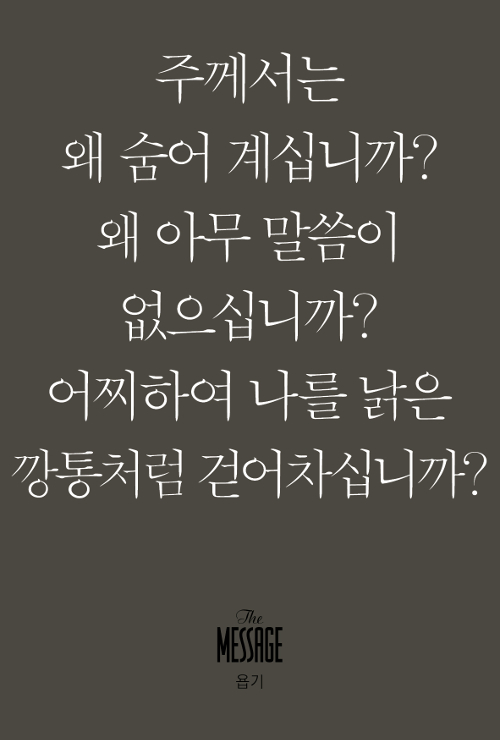 주께서는
왜 숨어 계십니까?
왜 아무 말씀이
없으십니까?
어찌하여 나를 낡은
깡통처럼 걷어차십니까?
The
MESSAGE
욥기